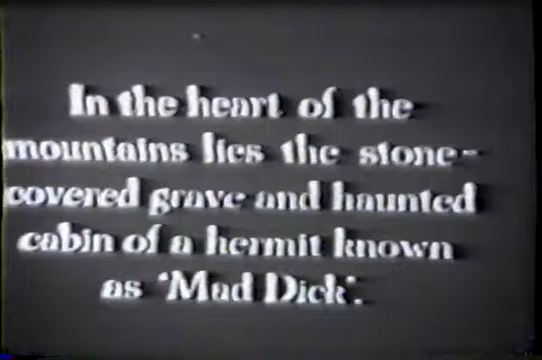 In the heart of the
mountains lies the stone-
covered grave and haunted
cabin of a hermit known
as 'Mad Dick'.